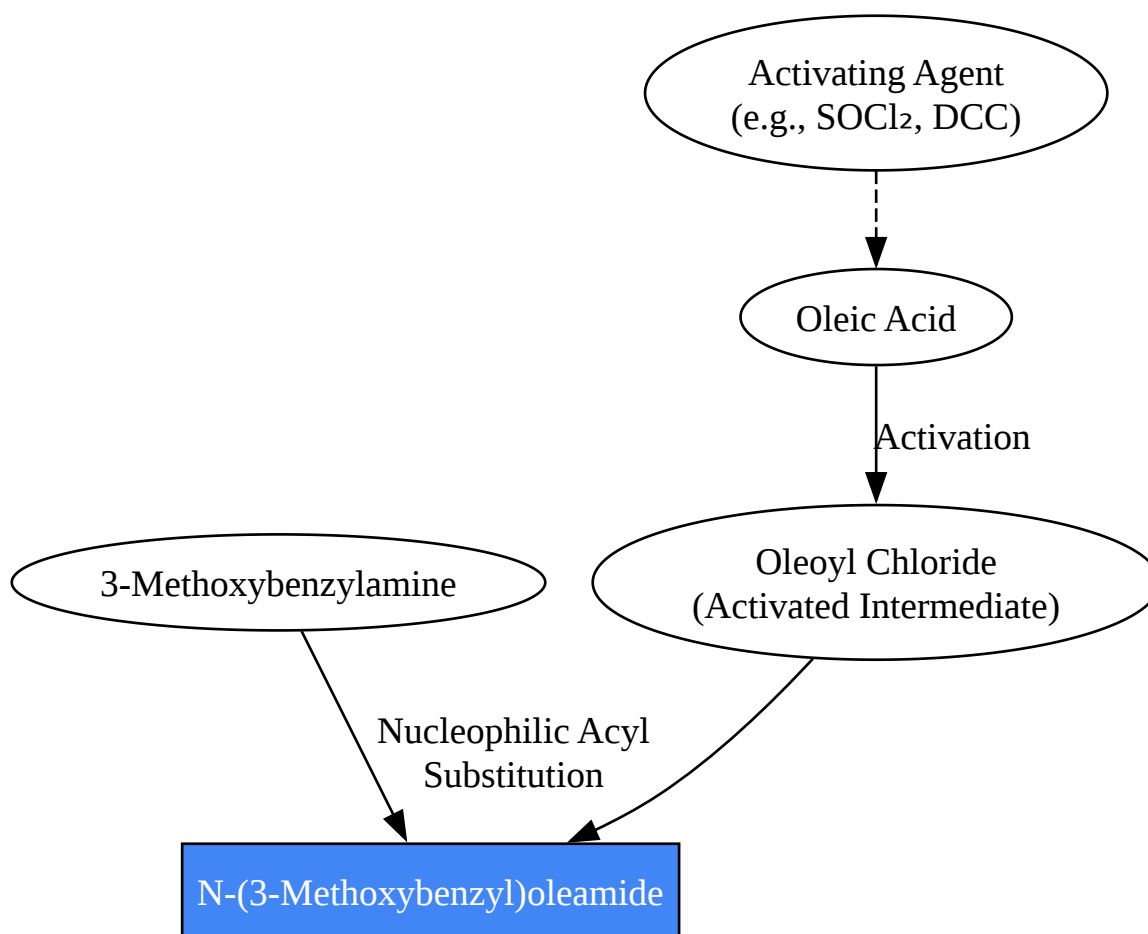 Activating Agent
(e.g., SOCl₂, DCC)
Oleic Acid
Activation
3-Methoxybenzylamine
Oleoyl Chloride
(Activated Intermediate)
Nucleophilic Acyl
Substitution
N-(3-Methoxybenzyl)oleamide